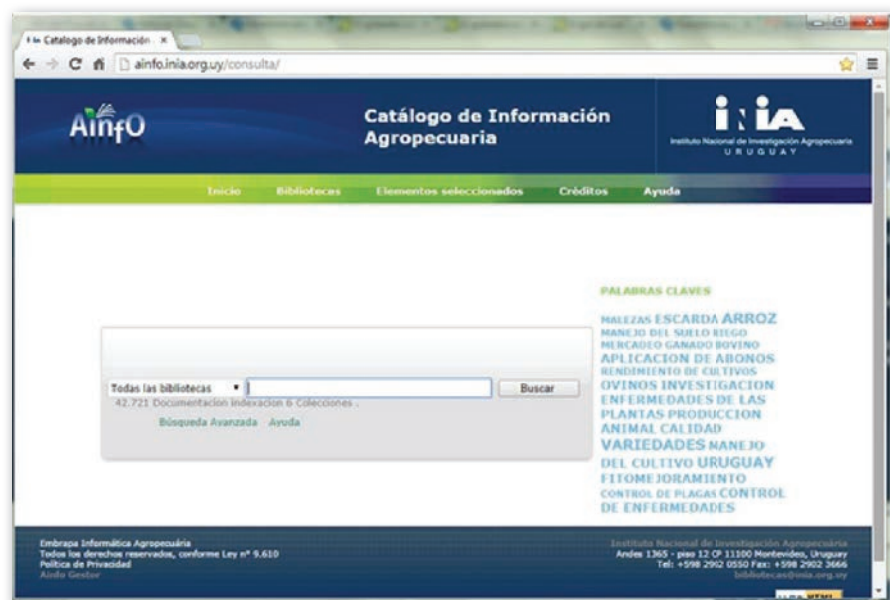 Catalogo de Información
ainfo.inia.org.uy/consulta/
AinfO
Catálogo de Información
Agropecuaria
iNiA
Instituto Nacional de Investigación Agropecuaria
URUGUAY
Inicio Bibliotecas Elementos seleccionados Créditos Ayuda
PALABRAS CLAVES
MALEZAS ESCARDA ARROZ
MANEJO DEL SUELO RIEGO
MERCADEO GANADO BOVINO
APLICACION DE ABONOS
RENDIMIENTO DE CULTIVOS
OVINOS INVESTIGACION
ENFERMEDADES DE LAS
PLANTAS PRODUCCION
ANIMAL CALIDAD
VARIEDADES MANEJO
DEL CULTIVO URUGUAY
FITOMEJORAMIENTO
CONTROL DE PLAGAS CONTROL
DE ENFERMEDADES
Todas las bibliotecas Buscar
42.721 Documentacion indexacion 6 Colecciones .
Búsqueda Avanzada Ayuda
Embrapa Informática Agropecuária
Todos los derechos reservados, conforme Ley nº 9.610
Política de Privacidad
Ainfo Gestor
Instituto Nacional de Investigación Agropecuária
Andes 1365 - piso 12 CP 11100 Montevideo, Uruguay
Tel: +598 2902 0550 Fax: +598 2902 3666
bibliotecas@inia.org.uy